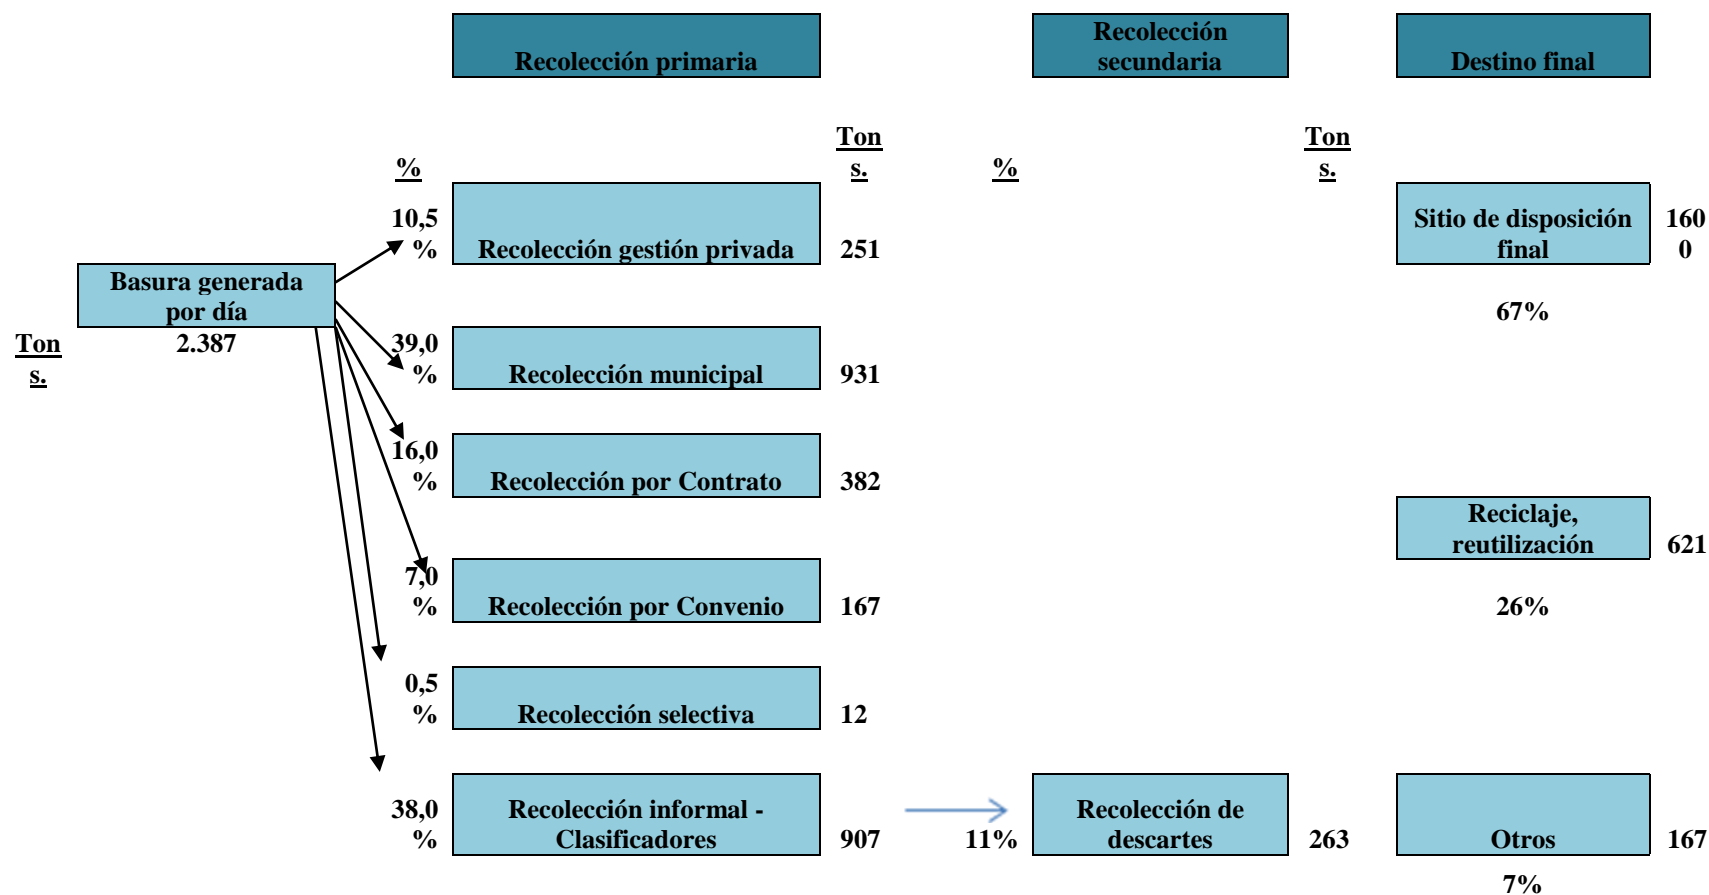 Recolección primaria
Recolección
secundaria
Destino final
%
Ton
s.
%
Ton
s.
10,5
%
Recolección gestión privada
251
Sitio de disposición
final
160
0
67%
Basura generada
por día
Ton
s.
2.387
39,0
%
Recolección municipal
931
16,0
%
Recolección por Contrato
382
Reciclaje,
reutilización
621
26%
7,0
%
Recolección por Convenio
167
0,5
%
Recolección selectiva
12
38,0
%
Recolección informal -
Clasificadores
907
11%
Recolección de
descartes
263
Otros
167
7%